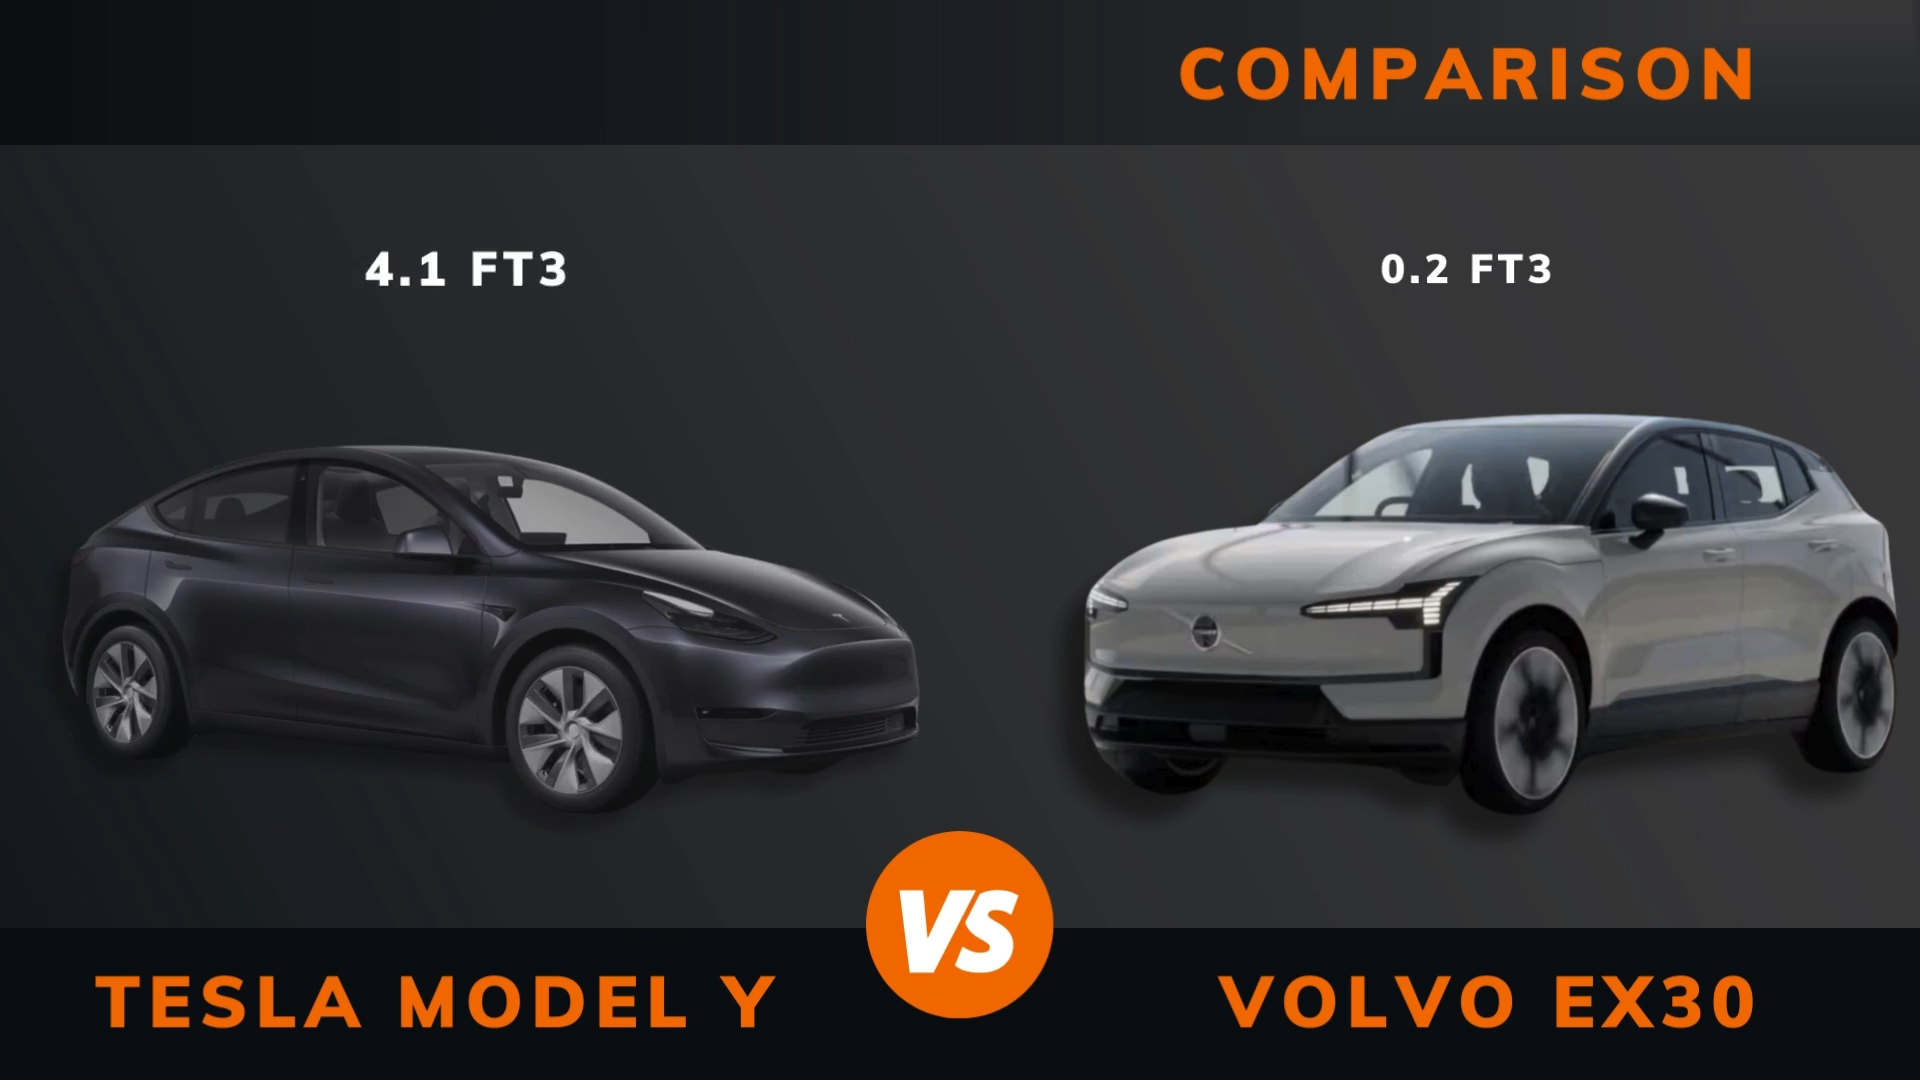 COMPARISON
4.1 FT3
0.2 FT3
VS
TESLA MODEL Y
VOLVO EX30